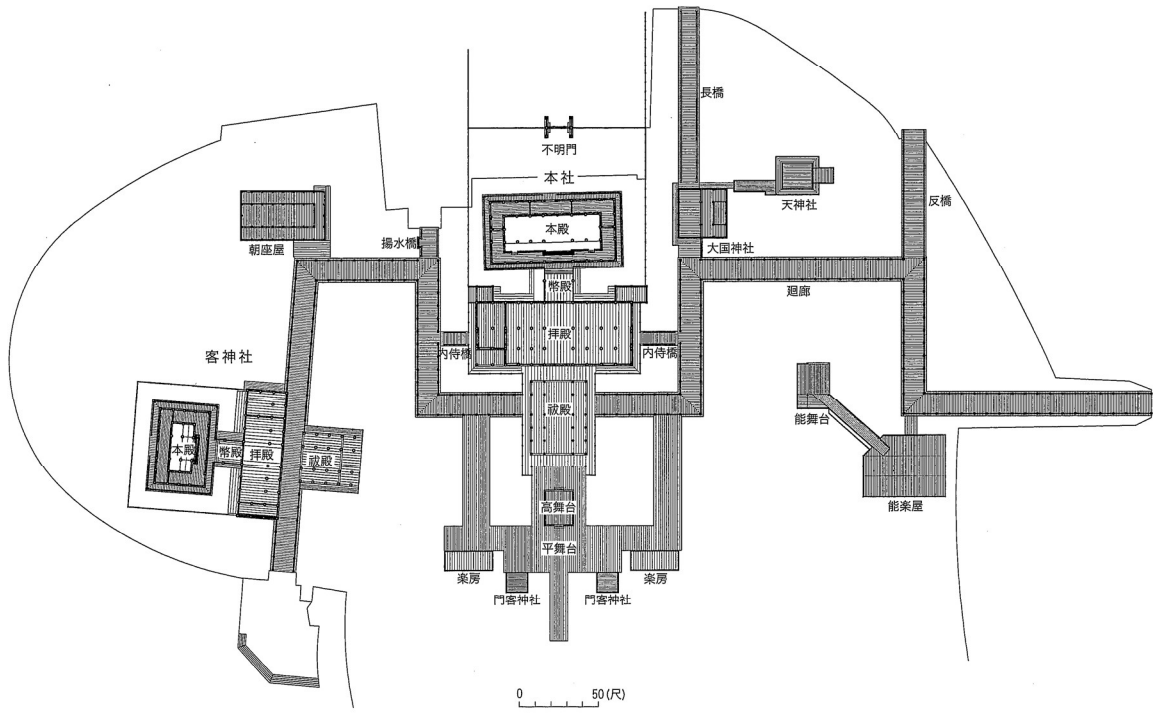 長橋
不明門
本社
天神社
反橋
本殿
朝座屋
揚水橋
大国神社
幣殿
廻廊
拝殿
内侍橋
内侍橋
客神社
祓殿
能舞台
本殿
幣殿
拝殿
祓殿
高舞台
能楽屋
平舞台
楽房
楽房
門客神社
門客神社
0 50(尺)